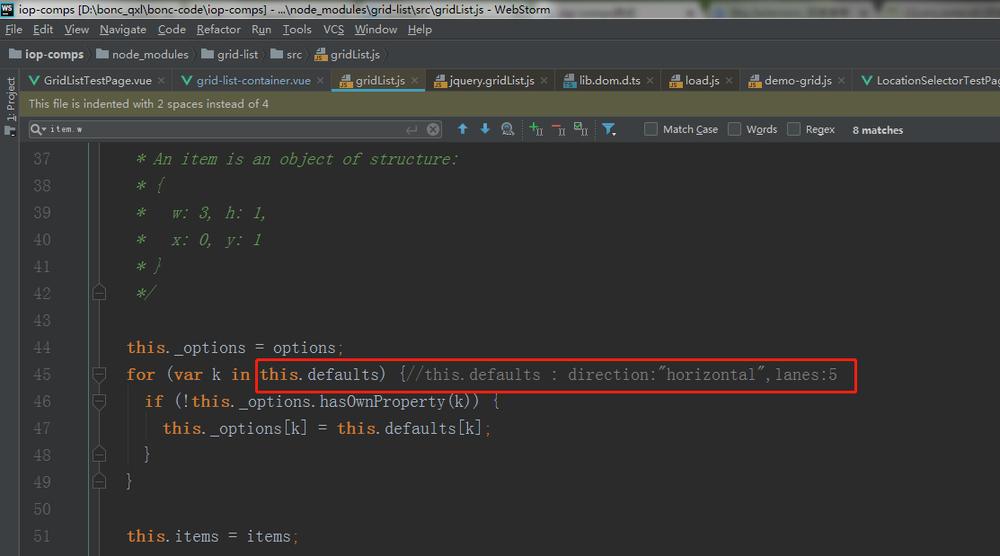 WS iop-comps [D:\bonc_qxl\bonc-code\iop-comps] - ...\node_modules\grid-list\src\gridList.js - WebStorm
File Edit View Navigate Code Refactor Run Tools VCS Window Help
iop-comps node_modules grid-list src gridList.js
GridListTestPage.vue grid-list-container.vue gridList.js jquery.gridList.js lib.dom.d.ts load.js demo-grid.js LocationSelectorTestPag
1: Project
This file is indented with 2 spaces instead of 4
item.w Match Case Words Regex 8 matches
37 * An item is an object of structure:
38 * {
39 * w: 3, h: 1,
40 * x: 0, y: 1
41 * }
42 */
43
44 this._options = options;
45 for (var k in this.defaults) {//this.defaults : direction:"horizontal",lanes:5
46 if (!this._options.hasOwnProperty(k)) {
47 this._options[k] = this.defaults[k];
48 }
49 }
50
51 this.items = items;